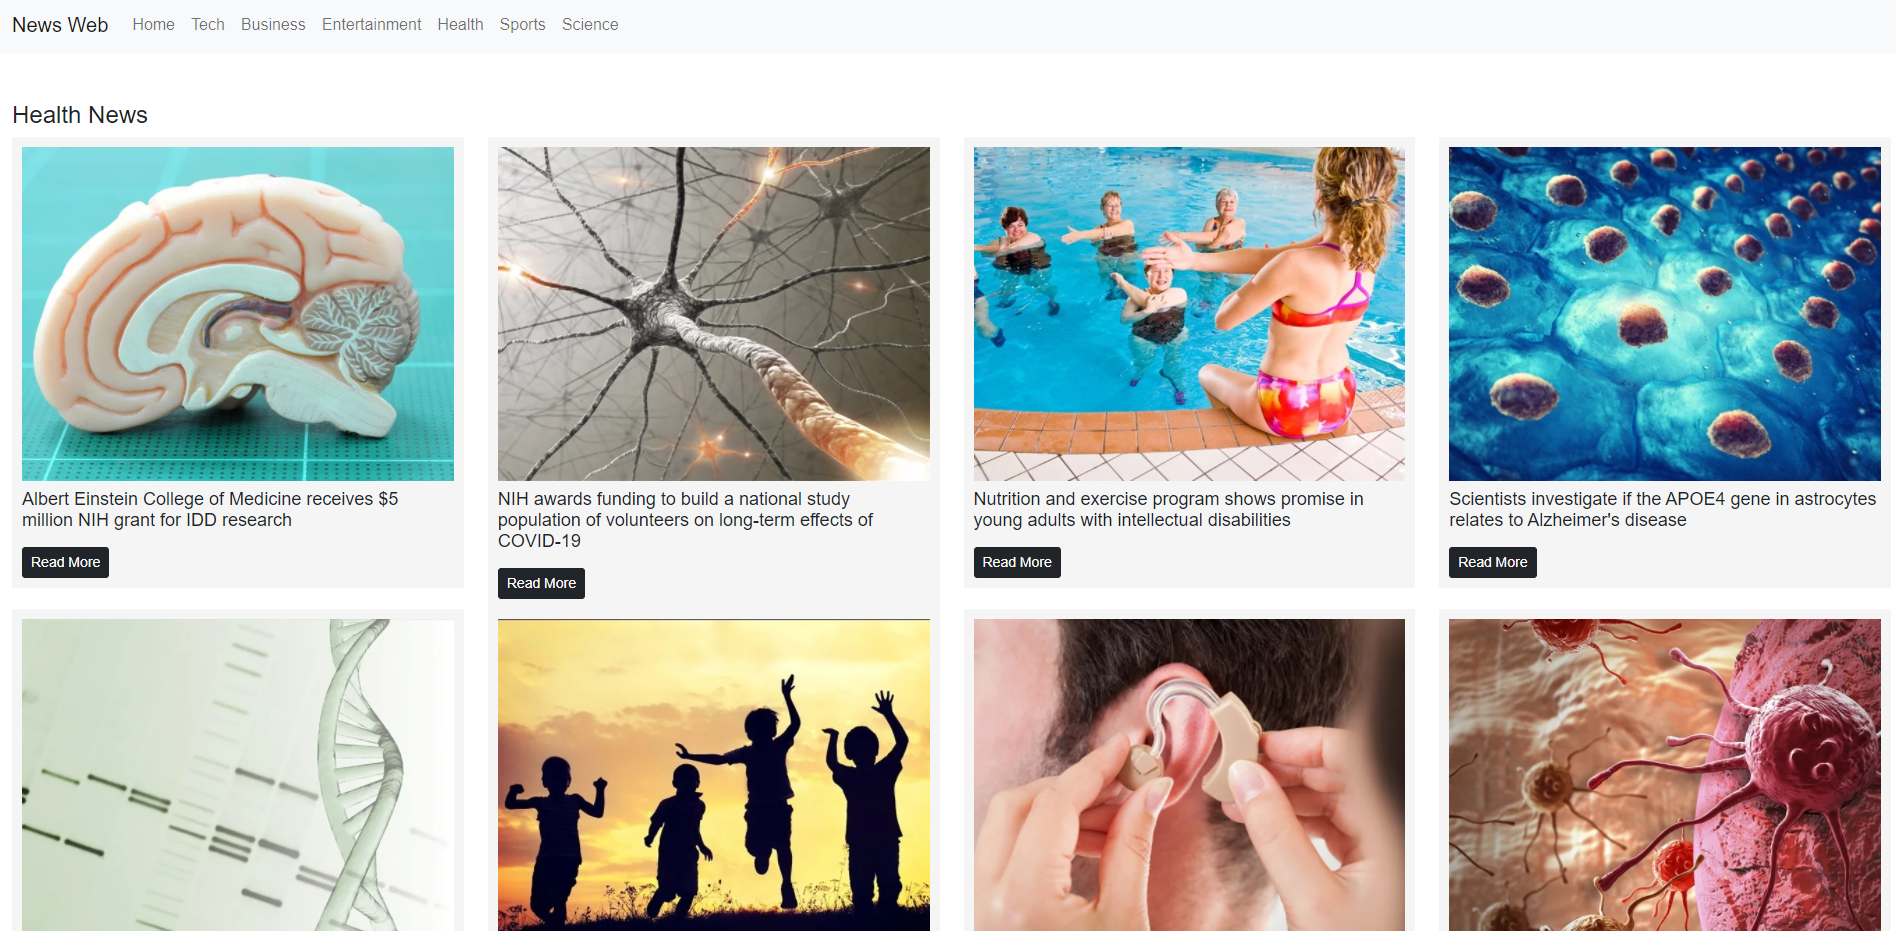 News Web Home Tech Business Entertainment Health Sports Science
Health News
Albert Einstein College of Medicine receives $5
million NIH grant for IDD research
Read More
NIH awards funding to build a national study
population of volunteers on long-term effects of
COVID-19
Read More
Nutrition and exercise program shows promise in
young adults with intellectual disabilities
Read More
Scientists investigate if the APOE4 gene in astrocytes
relates to Alzheimer's disease
Read More